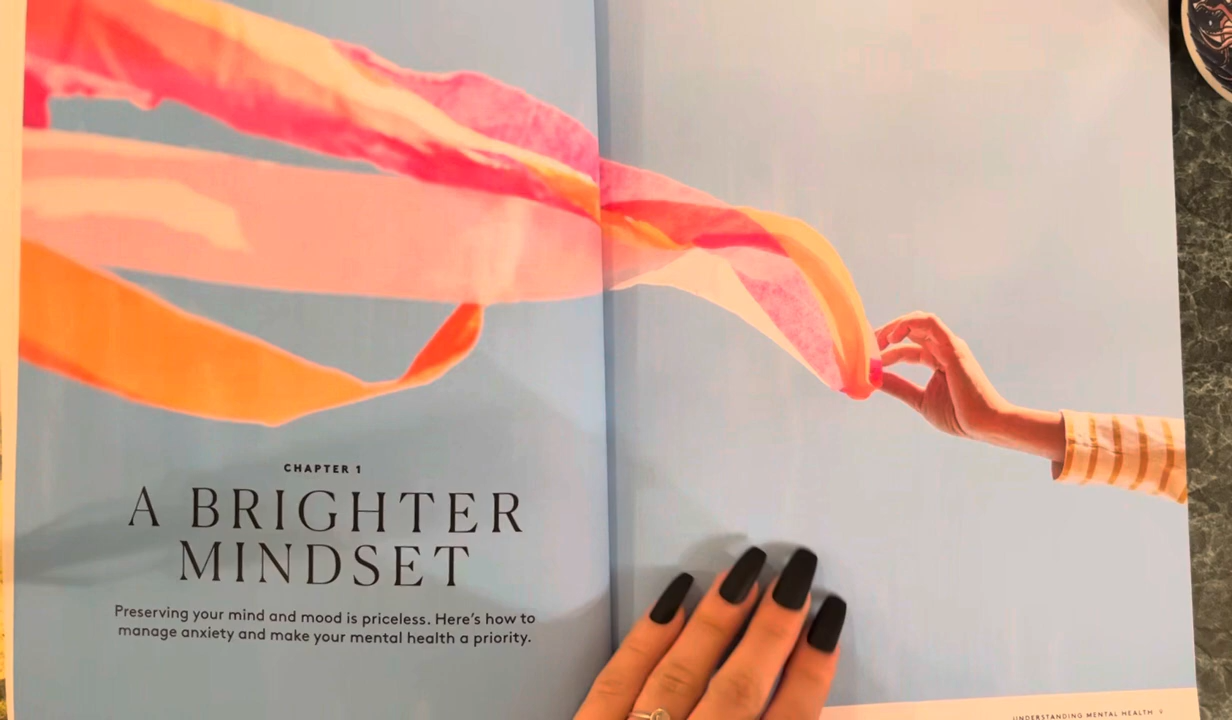 CHAPTER 1
A BRIGHTER
MINDSET
Preserving your mind and mood is priceless. Here's how to
manage anxiety and make your mental health a priority.
UNDERSTANDING MENTAL HEALTH 9